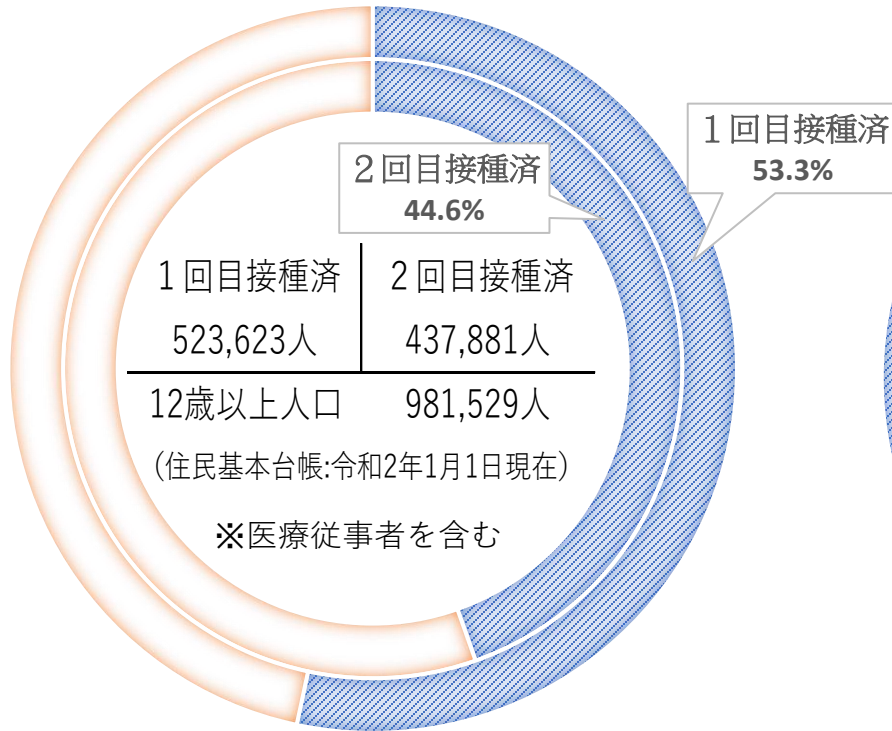 1回目接種済
53.3%
2回目接種済
44.6%
1回目接種済 2回目接種済
523,623人 437,881人
12歳以上人口 981,529人
(住民基本台帳:令和2年1月1日現在)
※医療従事者を含む